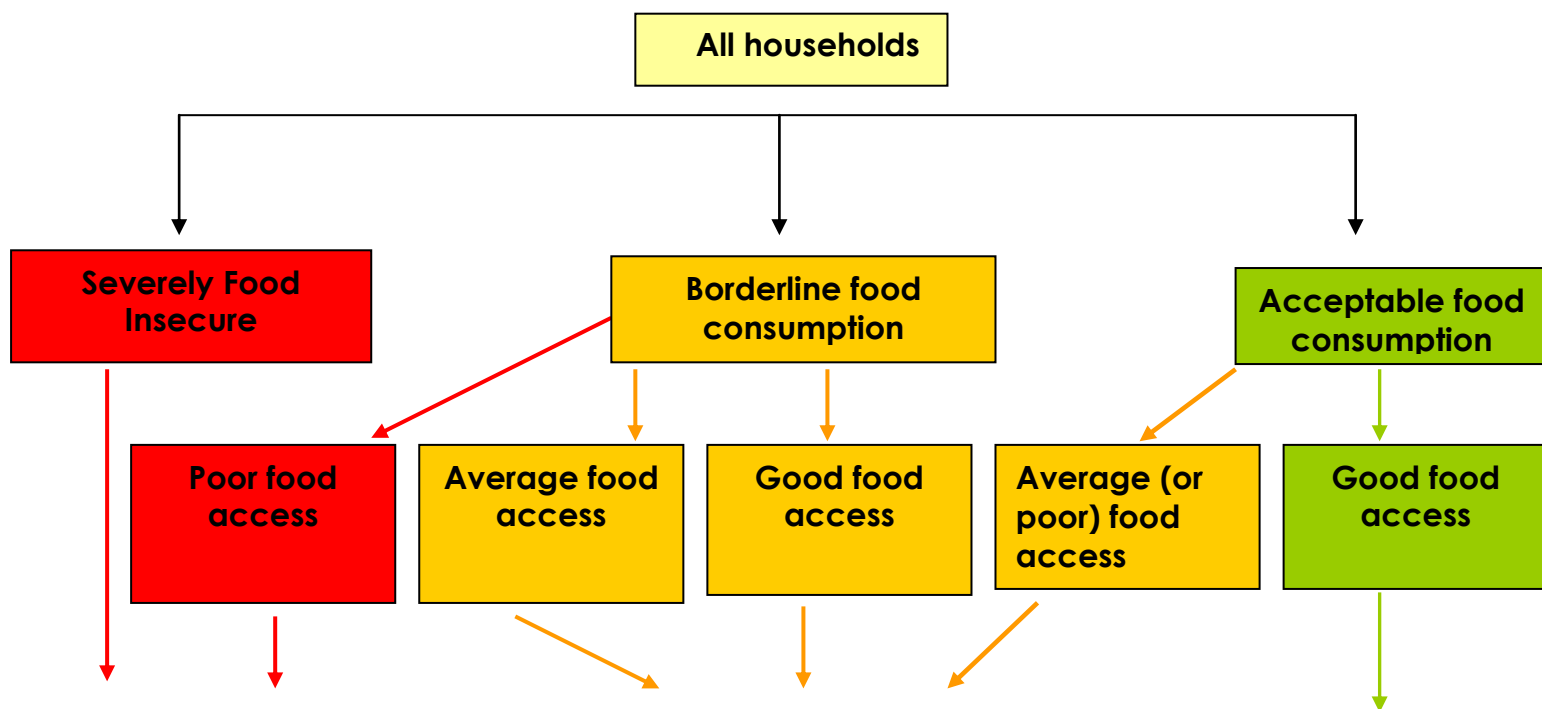 All households
Severely Food
Insecure
Borderline food
consumption
Acceptable food
consumption
Poor food
access
Average food
access
Good food
access
Average (or
poor) food
access
Good food
access